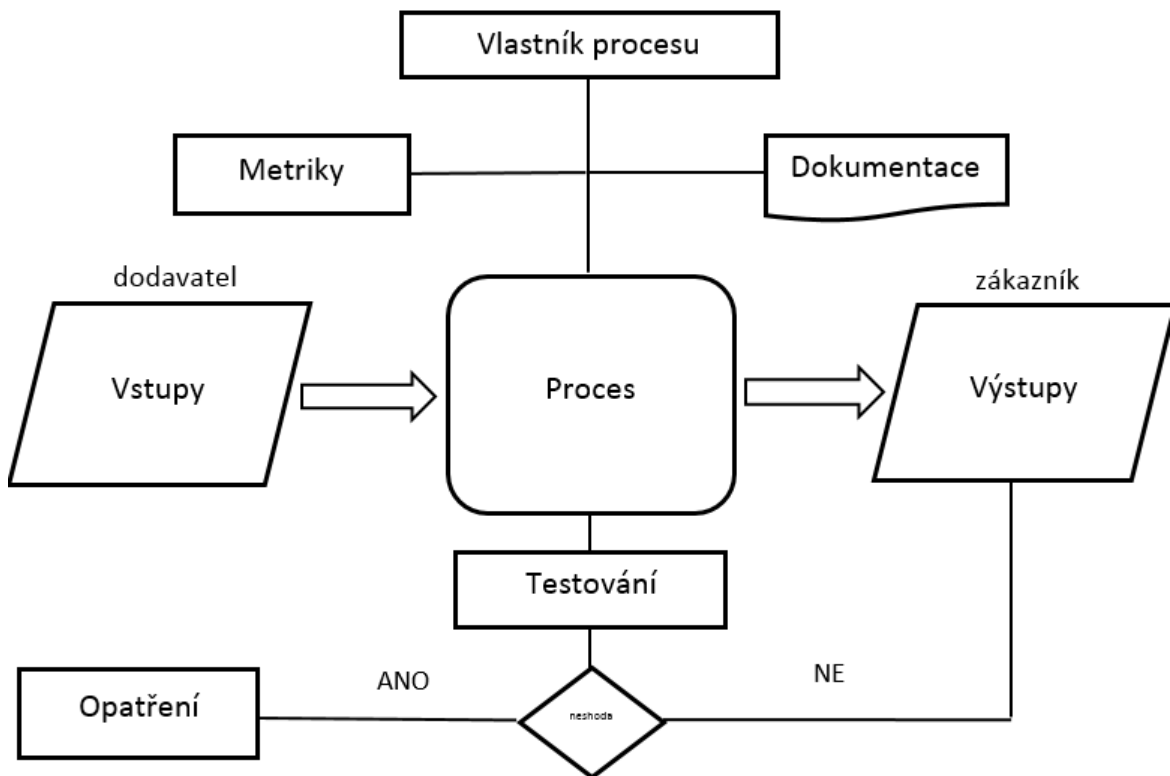 Vlastník procesu
Metriky
Dokumentace
dodavatel
zákazník
Vstupy
Proces
Výstupy
Testování
ANO
NE
Opatření
neshoda